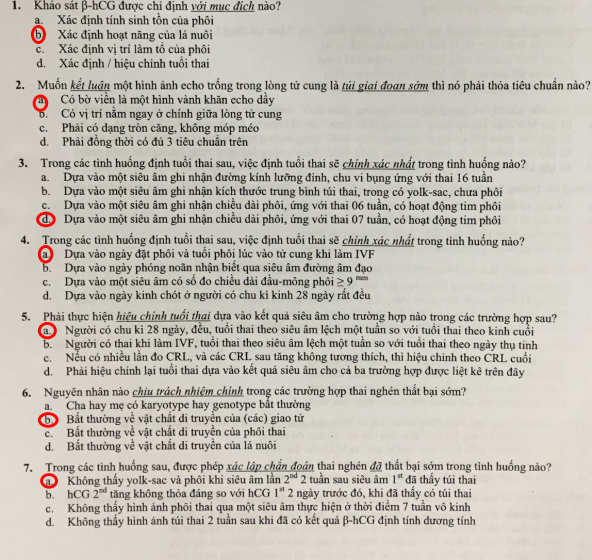 1. Khảo sát β-hCG được chỉ định với mục đích nào?
a. Xác định tính sinh tồn của phôi
b. Xác định hoạt năng của lá nuôi
c. Xác định vị trí làm tổ của phôi
d. Xác định / hiệu chỉnh tuổi thai
2. Muốn kết luận một hình ảnh echo trống trong lòng tử cung là túi giai đoạn sớm thì nó phải thỏa tiêu chuẩn nào?
a. Có bờ viền là một hình vành khăn echo dầy
b. Có vị trí nằm ngay ở chính giữa lòng tử cung
c. Phải có dạng tròn căng, không móp méo
d. Phải đồng thời có đủ 3 tiêu chuẩn trên
3. Trong các tình huống định tuổi thai sau, việc định tuổi thai sẽ chính xác nhất trong tình huống nào?
a. Dựa vào một siêu âm ghi nhận đường kính lưỡng đỉnh, chu vi bụng ứng với thai 16 tuần
b. Dựa vào một siêu âm ghi nhận kích thước trung bình túi thai, trong có yolk-sac, chưa phôi
c. Dựa vào một siêu âm ghi nhận chiều dài phôi, ứng với thai 06 tuần, có hoạt động tim phôi
d. Dựa vào một siêu âm ghi nhận chiều dài phôi, ứng với thai 07 tuần, có hoạt động tim phôi
4. Trong các tình huống định tuổi thai sau, việc định tuổi thai sẽ chính xác nhất trong tình huống nào?
a. Dựa vào ngày đặt phôi và tuổi phôi lúc vào tử cung khi làm IVF
b. Dựa vào ngày phóng noãn nhận biết qua siêu âm đường âm đạo
c. Dựa vào một siêu âm có số đo chiều dài đầu-mông phôi ≥ 9 mm
d. Dựa vào ngày kinh chót ở người có chu kì kinh 28 ngày rất đều
5. Phải thực hiện hiệu chỉnh tuổi thai dựa vào kết quả siêu âm cho trường hợp nào trong các trường hợp sau?
a. Người có chu kì 28 ngày, đều, tuổi thai theo siêu âm lệch một tuần so với tuổi thai theo kinh cuối
b. Người có thai khi làm IVF, tuổi thai theo siêu âm lệch một tuần so với tuổi thai theo ngày thụ tinh
c. Nếu có nhiều lần đo CRL, và các CRL sau tăng không tương thích, thì hiệu chỉnh theo CRL cuối
d. Phải hiệu chỉnh lại tuổi thai dựa vào kết quả siêu âm cho cả ba trường hợp được liệt kê trên đây
6. Nguyên nhân nào chịu trách nhiệm chính trong các trường hợp thai nghén thất bại sớm?
a. Cha hay mẹ có karyotype hay genotype bất thường
b. Bất thường về vật chất di truyền của (các) giao tử
c. Bất thường về vật chất di truyền của phôi thai
d. Bất thường về vật chất di truyền của lá nuôi
7. Trong các tình huống sau, được phép xác lập chẩn đoán thai nghén đã thất bại sớm trong tình huống nào?
a. Không thấy yolk-sac và phôi khi siêu âm lần 2nd 2 tuần sau siêu âm 1st đã thấy túi thai
b. hCG 2nd tăng không thỏa đáng so với hCG 1st 2 ngày trước đó, khi đã thấy có túi thai
c. Không thấy hình ảnh phôi thai qua một siêu âm thực hiện ở thời điểm 7 tuần vô kinh
d. Không thấy hình ảnh túi thai 2 tuần sau khi đã có kết quả β-hCG định tính dương tính